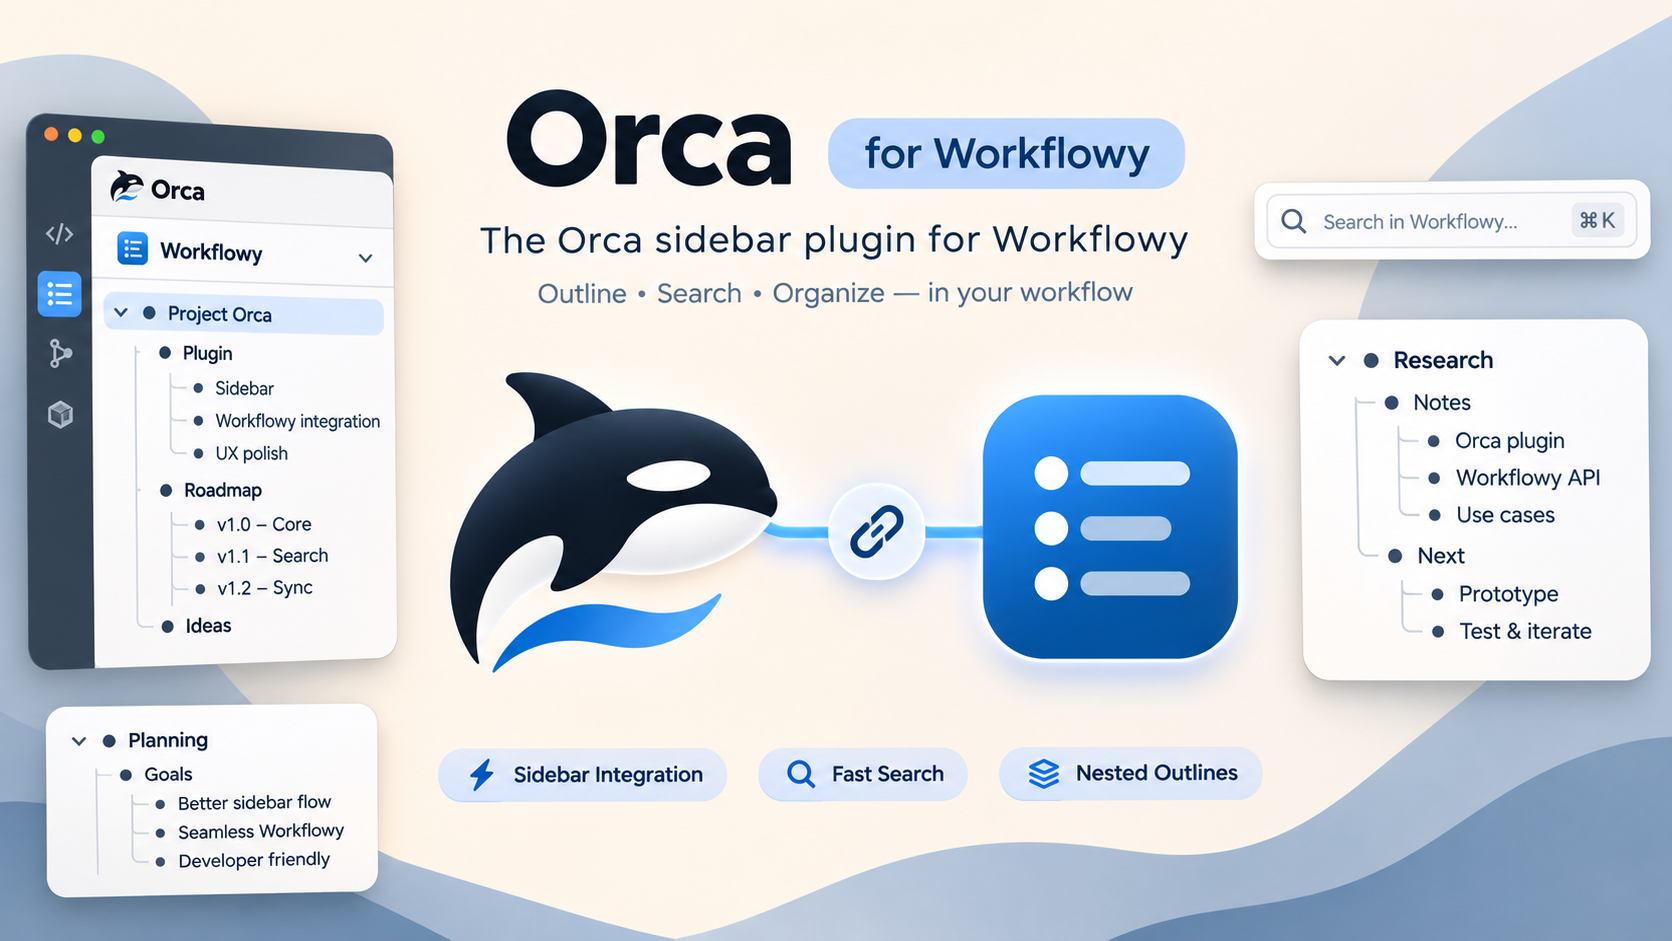 Orca
for Workflowy
The Orca sidebar plugin for Workflowy
Outline • Search • Organize — in your workflow
Orca
Workflowy
Project Orca
Plugin
Sidebar
Workflowy integration
UX polish
Roadmap
v1.0 – Core
v1.1 – Search
v1.2 – Sync
Ideas
Planning
Goals
Better sidebar flow
Seamless Workflowy
Developer friendly
Search in Workflowy... ⌘ K
Research
Notes
Orca plugin
Workflowy API
Use cases
Next
Prototype
Test & iterate
Sidebar Integration
Fast Search
Nested Outlines